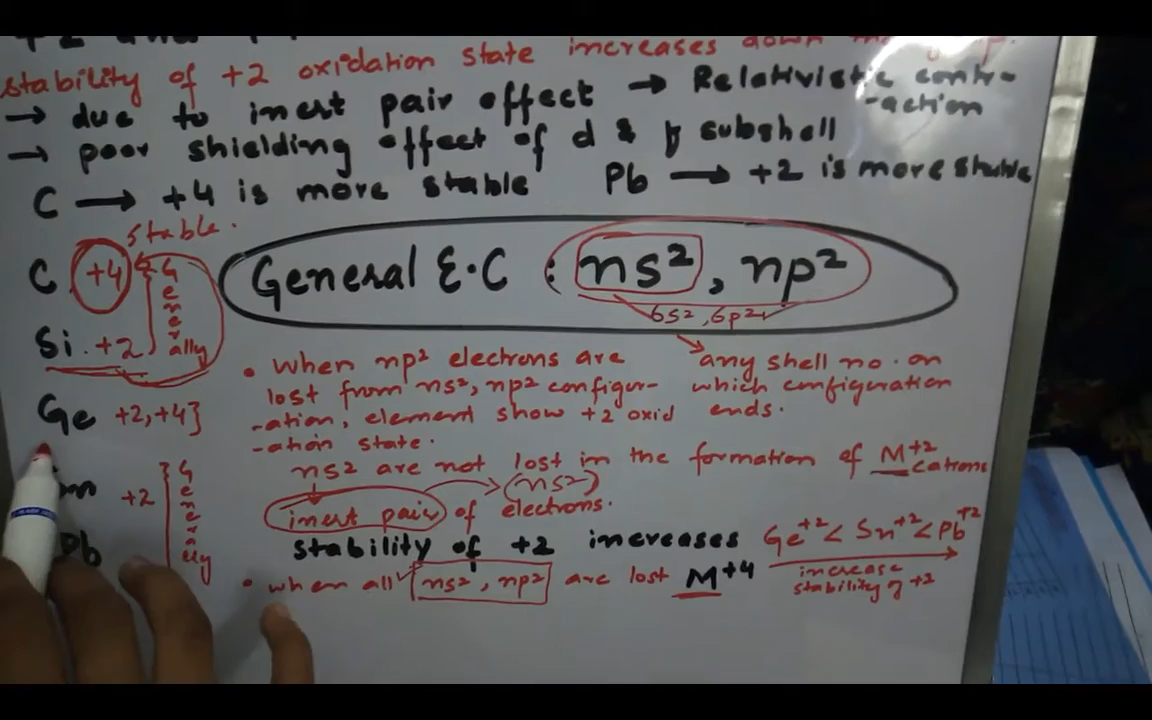 +2 and
stability of +2 oxidation state increases down
→ due to inert pair effect → Relativistic contr-
-action
→ poor shielding effect of d & f subshell
C → +4 is more stable Pb → +2 is more stable
stable.
C +4 Generally
Si. +2
General E.C : ns², np²
6s², 6p²
• when np² electrons are
lost from ns², np² configur-
-ation, element show +2 oxid
-ation state.
any shell no. on
which configuration
ends.
Ge +2, +4}
ns2 are not lost in the formation of M+2 cations
inert pair of electrons. (ns²)
+2 Generally
Pb
stability of +2 increases Ge+2 < Sn+2 < Pb+2
increase
stability of +2
• when all ns², np² are lost M+4